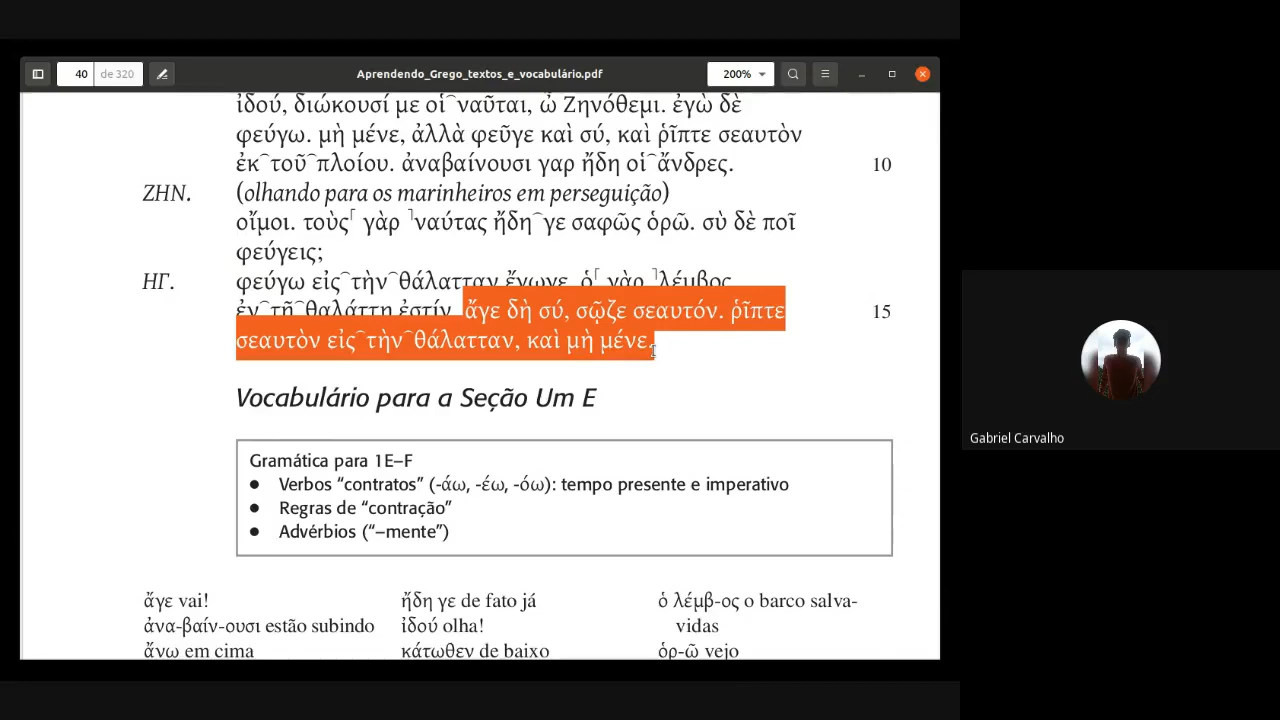 40 de 320
Aprendendo_Grego_textos_e_vocabulário.pdf
200%
ἰδού, διώκουσί με οἱ͡ ναῦται, ὦ Ζηνόθεμι. ἐγὼ δὲ
φεύγω. μὴ μένε, ἀλλὰ φεῦγε καὶ σύ, καὶ ῥῖπτε σεαυτὸν
ἐκ͡ τοῦ͡ πλοίου. ἀναβαίνουσι γαρ ἤδη οἱ͡ ἄνδρες. 10
ΖΗΝ. (olhando para os marinheiros em perseguição)
οἴμοι. τοὺς⸢ γὰρ ⸣ναύτας ἤδη͡ γε σαφῶς ὁρῶ. σὺ δὲ ποῖ
φεύγεις;
ΗΓ. φεύγω εἰς͡ τὴν͡ θάλατταν ἔγωγε. ὁ⸢ γὰρ ⸣λέμβος
ἐν͡ τῇ͡ θαλάττῃ ἐστίν. ἄγε δὴ σύ, σῷζε σεαυτόν. ῥῖπτε 15
σεαυτὸν εἰς͡ τὴν͡ θάλατταν, καὶ μὴ μένε.
Vocabulário para a Seção Um E
Gramática para 1E–F
● Verbos “contratos” (-άω, -έω, -όω): tempo presente e imperativo
● Regras de “contração”
● Advérbios (“–mente”)
ἄγε vai!
ἀνα-βαίν-ουσι estão subindo
ἄνω em cima
ἤδη γε de fato já
ἰδού olha!
κάτωθεν de baixo
ὁ λέμβ-ος o barco salva-
vidas
ὁρ-ῶ vejo
Gabriel Carvalho